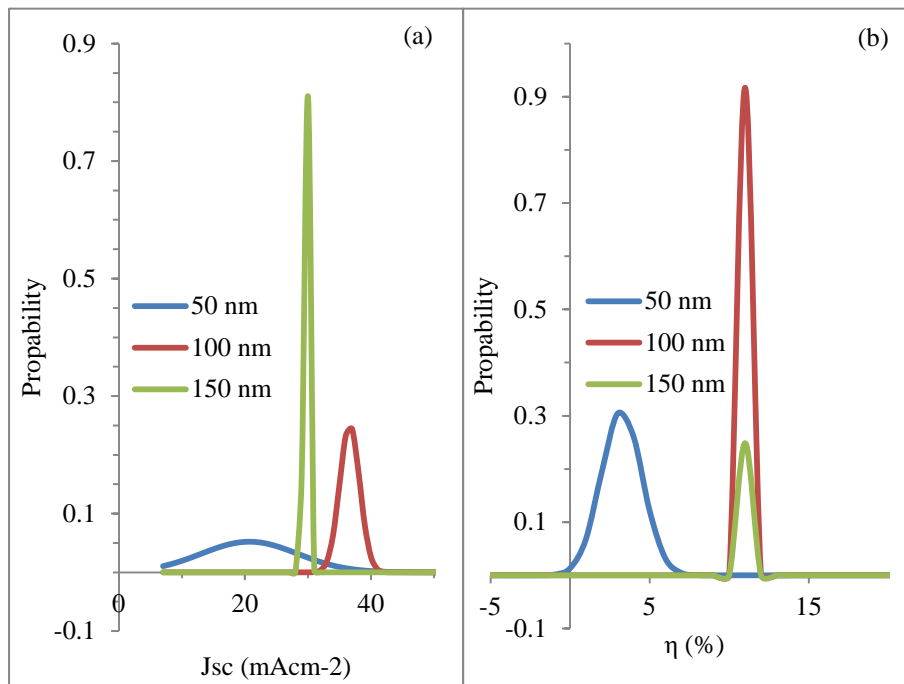 (a)
0.9
0.7
0.5
0.3
0.1
-0.1
0
20
40
Propability
50 nm
100 nm
150 nm
Jsc (mAcm-2)
(b)
0.9
0.7
0.5
0.3
0.1
-0.1
-5
5
15
Propability
50 nm
100 nm
150 nm
η (%)